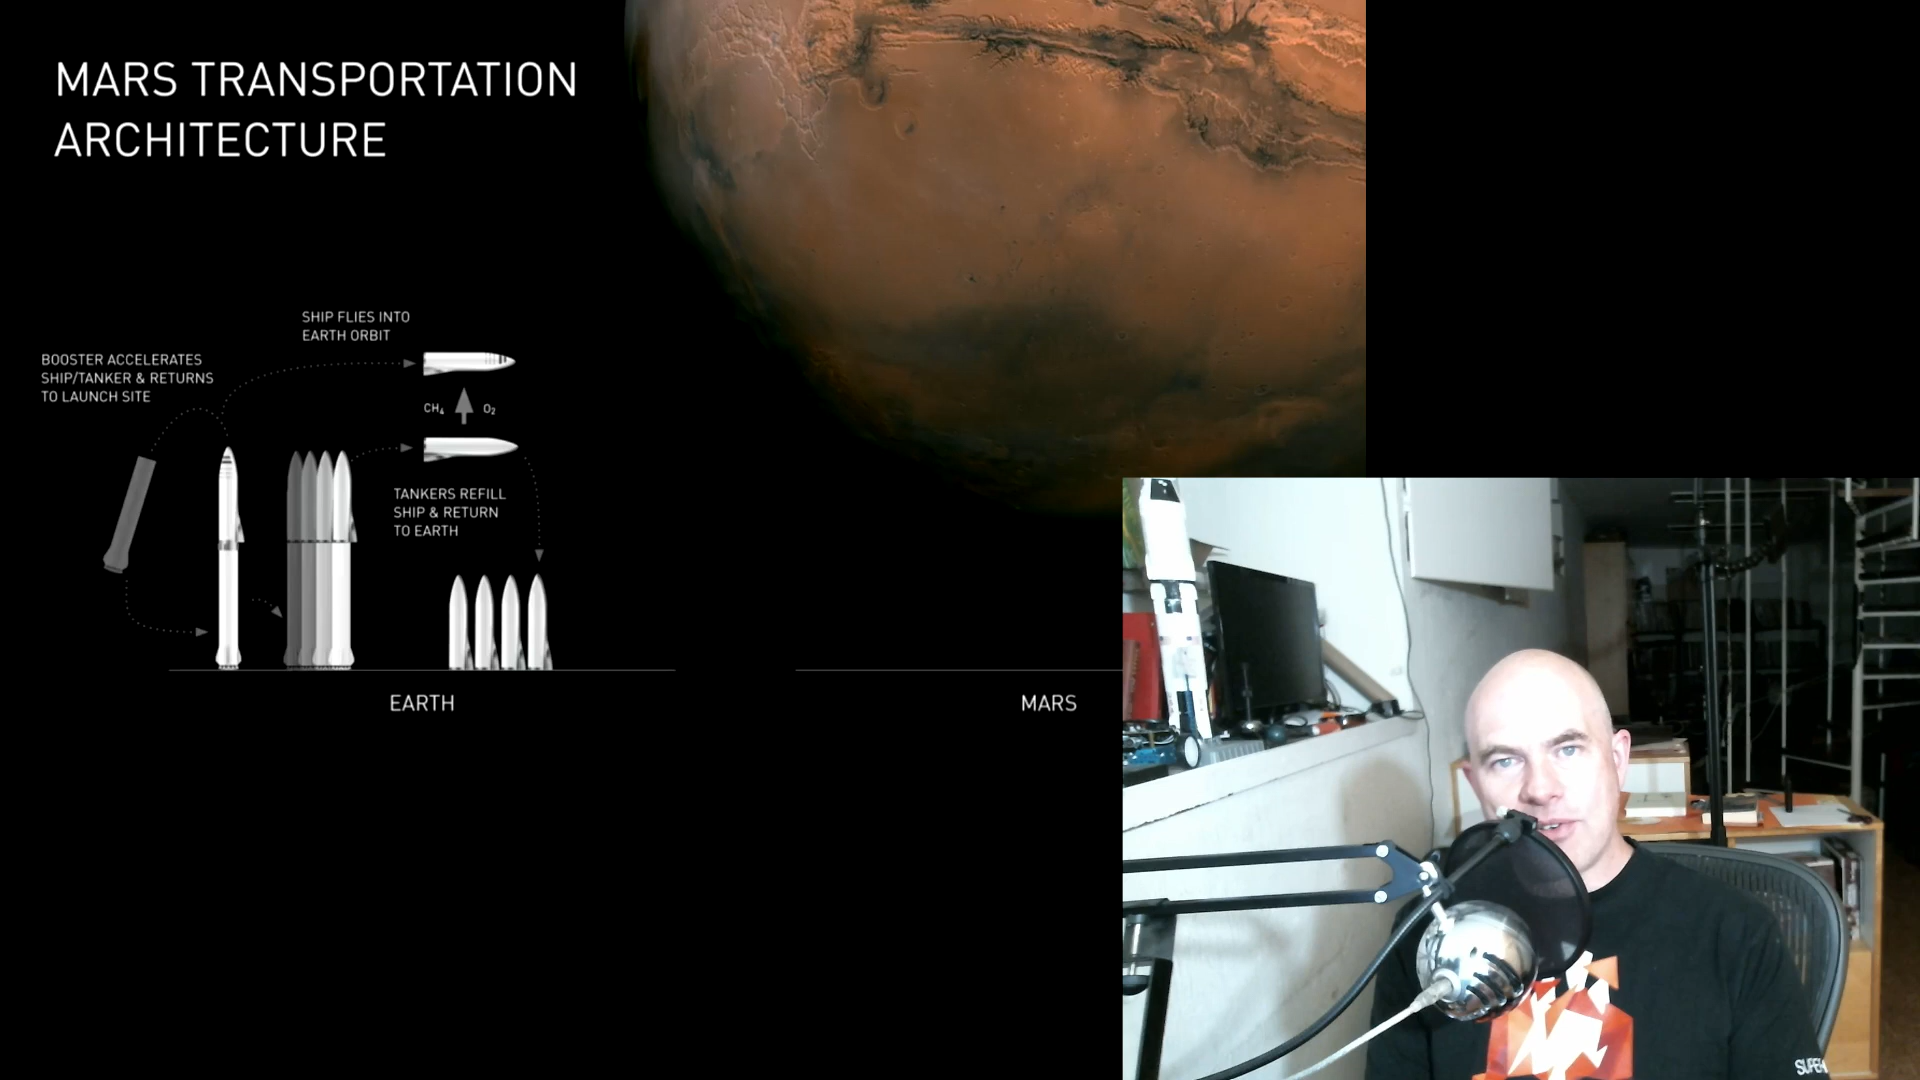 MARS TRANSPORTATION
ARCHITECTURE
SHIP FLIES INTO
EARTH ORBIT
BOOSTER ACCELERATES
SHIP/TANKER & RETURNS
TO LAUNCH SITE
CH₄ O₂
TANKERS REFILL
SHIP & RETURN
TO EARTH
EARTH
MARS